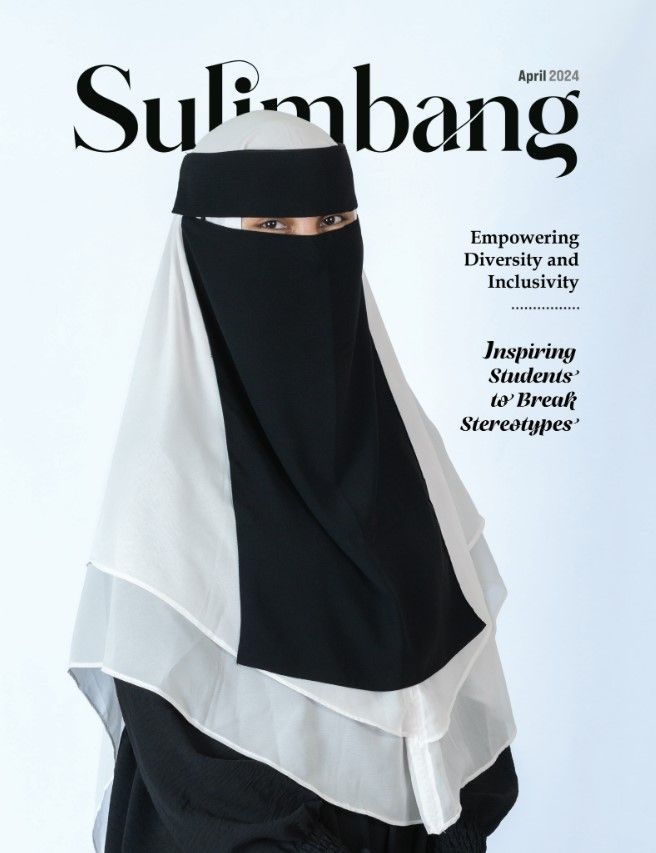 Sulimbang
April 2024
Empowering
Diversity and
Inclusivity
Inspiring
Students
to Break
Stereotypes